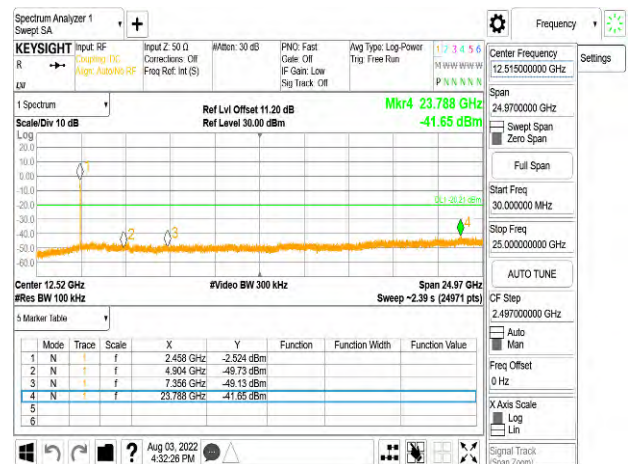 Spectrum Analyzer 1
Swept SA
+
Frequency
KEYSIGHT
R
Input: RF
Coupling: DC
Align: Auto/No RF
Input Z: 50 Ω
Corrections: Off
Freq Ref: Int (S)
#Atten: 30 dB
PNO: Fast
Gate: Off
IF Gain: Low
Sig Track: Off
Avg Type: Log-Power
Trig: Free Run
1 2 3 4 5 6
M W W W W W
P N N N N N
1 Spectrum
Scale/Div 10 dB
Ref Lvl Offset 11.20 dB
Ref Level 30.00 dBm
Mkr4 23.788 GHz
-41.65 dBm
Log
20.0
10.0
0.00
-10.0
-20.0
-30.0
-40.0
-50.0
-60.0
1
2
3
4
DL1 -20.21 dBm
Center 12.52 GHz
#Res BW 100 kHz
#Video BW 300 kHz
Span 24.97 GHz
Sweep ~2.39 s (24971 pts)
5 Marker Table
Mode Trace Scale X Y Function Function Width Function Value
1 N 1 f 2.458 GHz -2.524 dBm
2 N 1 f 4.904 GHz -49.73 dBm
3 N 1 f 7.356 GHz -49.13 dBm
4 N 1 f 23.788 GHz -41.65 dBm
5
6
?
Aug 03, 2022
4:32:26 PM
Center Frequency
12.515000000 GHz
Settings
Span
24.9700000 GHz
Swept Span
Zero Span
Full Span
Start Freq
30.000000 MHz
Stop Freq
25.000000000 GHz
AUTO TUNE
CF Step
2.497000000 GHz
Auto
Man
Freq Offset
0 Hz
X Axis Scale
Log
Lin
Signal Track
(Span Zoom)